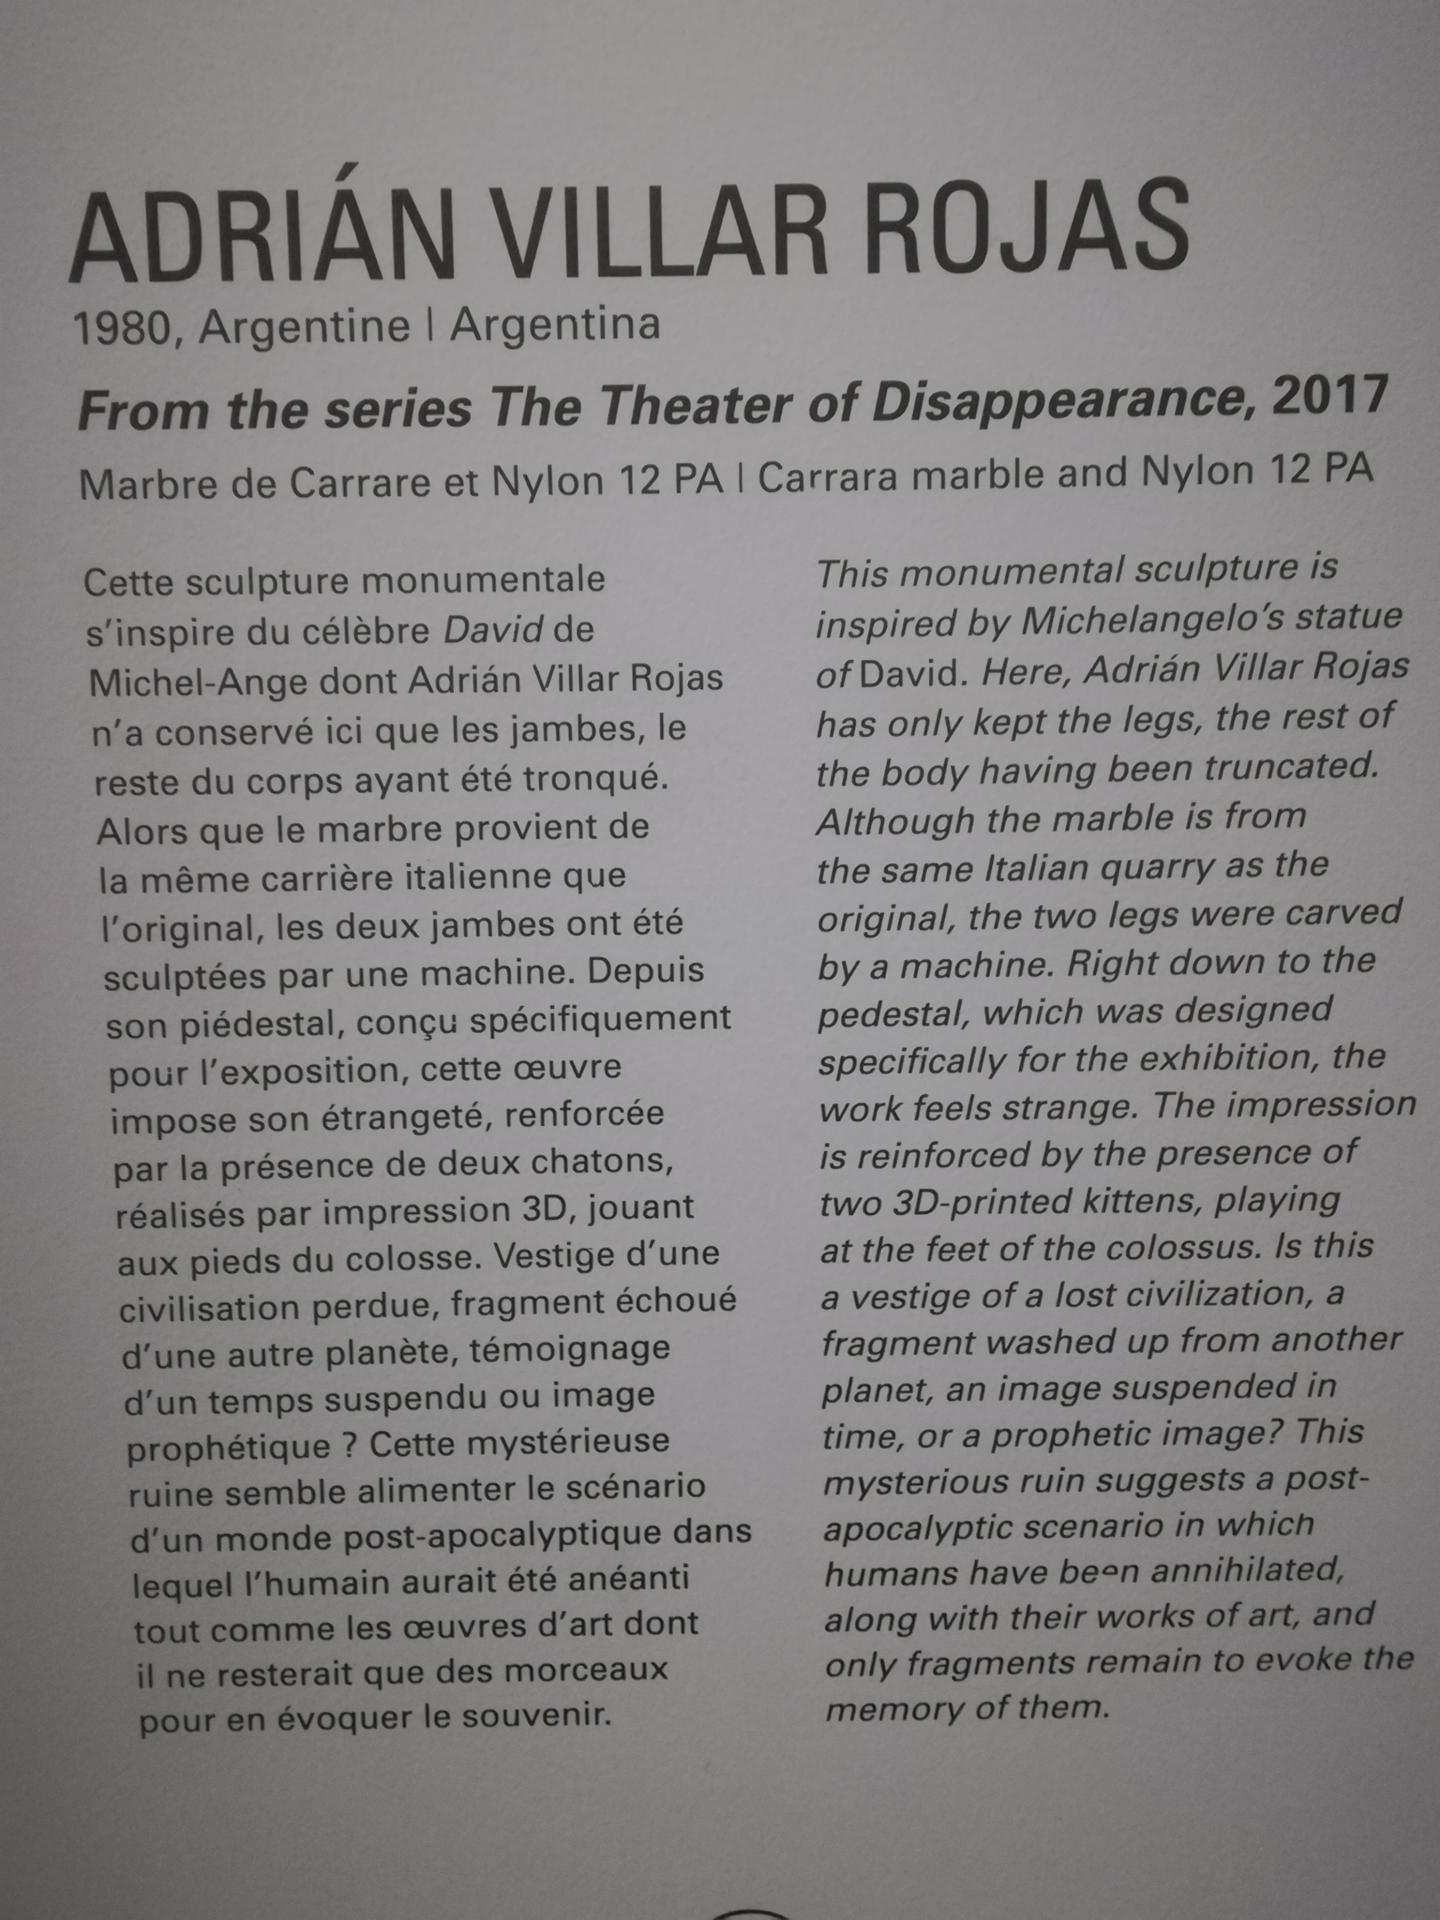 ADRIÁN VILLAR ROJAS
1980, Argentine | Argentina
From the series The Theater of Disappearance, 2017
Marbre de Carrare et Nylon 12 PA | Carrara marble and Nylon 12 PA
Cette sculpture monumentale
s’inspire du célèbre David de
Michel-Ange dont Adrián Villar Rojas
n’a conservé ici que les jambes, le
reste du corps ayant été tronqué.
Alors que le marbre provient de
la même carrière italienne que
l’original, les deux jambes ont été
sculptées par une machine. Depuis
son piédestal, conçu spécifiquement
pour l’exposition, cette œuvre
impose son étrangeté, renforcée
par la présence de deux chatons,
réalisés par impression 3D, jouant
aux pieds du colosse. Vestige d’une
civilisation perdue, fragment échoué
d’une autre planète, témoignage
d’un temps suspendu ou image
prophétique ? Cette mystérieuse
ruine semble alimenter le scénario
d’un monde post-apocalyptique dans
lequel l’humain aurait été anéanti
tout comme les œuvres d’art dont
il ne resterait que des morceaux
pour en évoquer le souvenir.
This monumental sculpture is
inspired by Michelangelo’s statue
of David. Here, Adrián Villar Rojas
has only kept the legs, the rest of
the body having been truncated.
Although the marble is from
the same Italian quarry as the
original, the two legs were carved
by a machine. Right down to the
pedestal, which was designed
specifically for the exhibition, the
work feels strange. The impression
is reinforced by the presence of
two 3D-printed kittens, playing
at the feet of the colossus. Is this
a vestige of a lost civilization, a
fragment washed up from another
planet, an image suspended in
time, or a prophetic image? This
mysterious ruin suggests a post-
apocalyptic scenario in which
humans have been annihilated,
along with their works of art, and
only fragments remain to evoke the
memory of them.